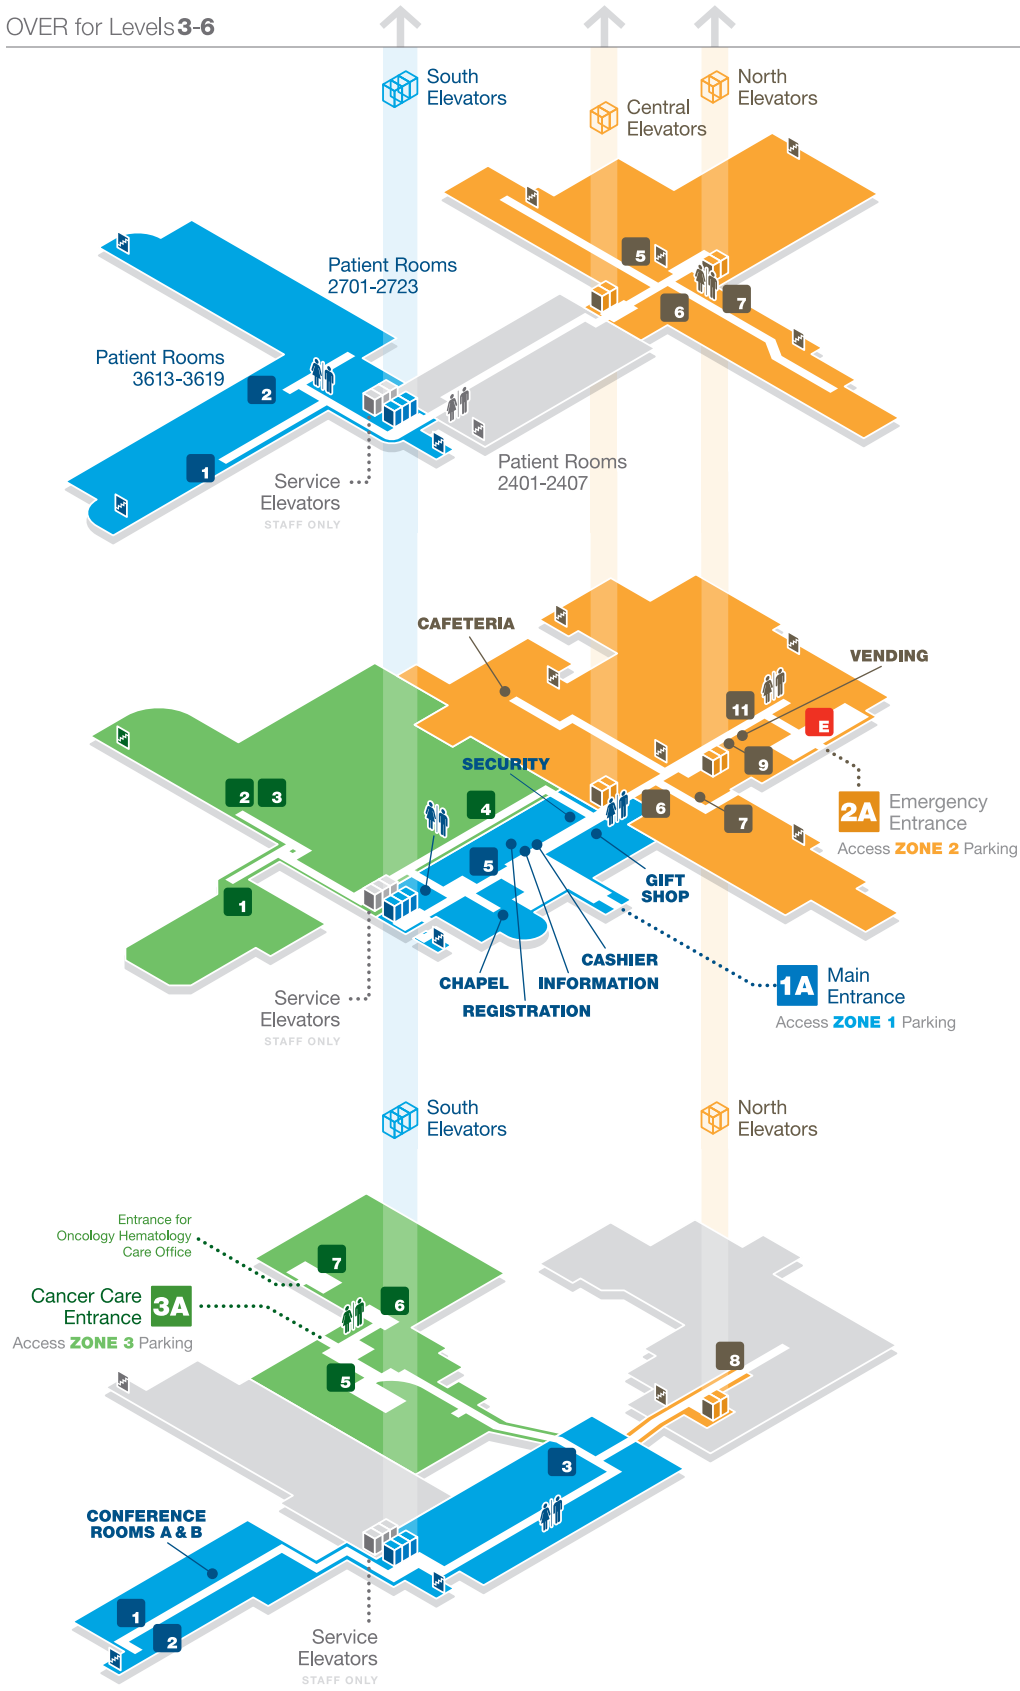 OVER for Levels 3-6
South
Elevators
Central
Elevators
North
Elevators
5
6
7
Patient Rooms
2701-2723
Patient Rooms
3613-3619
2
1
Service
Elevators
STAFF ONLY
Patient Rooms
2401-2407
CAFETERIA
VENDING
11
E
9
SECURITY
2
3
4
6
7
2A
Emergency
Entrance
Access ZONE 2 Parking
5
1
GIFT
SHOP
CASHIER
CHAPEL
INFORMATION
REGISTRATION
1A
Main
Entrance
Access ZONE 1 Parking
Service
Elevators
STAFF ONLY
South
Elevators
North
Elevators
Entrance for
Oncology Hematology
Care Office
7
6
Cancer Care
Entrance
3A
Access ZONE 3 Parking
5
8
3
CONFERENCE
ROOMS A & B
1
2
Service
Elevators
STAFF ONLY